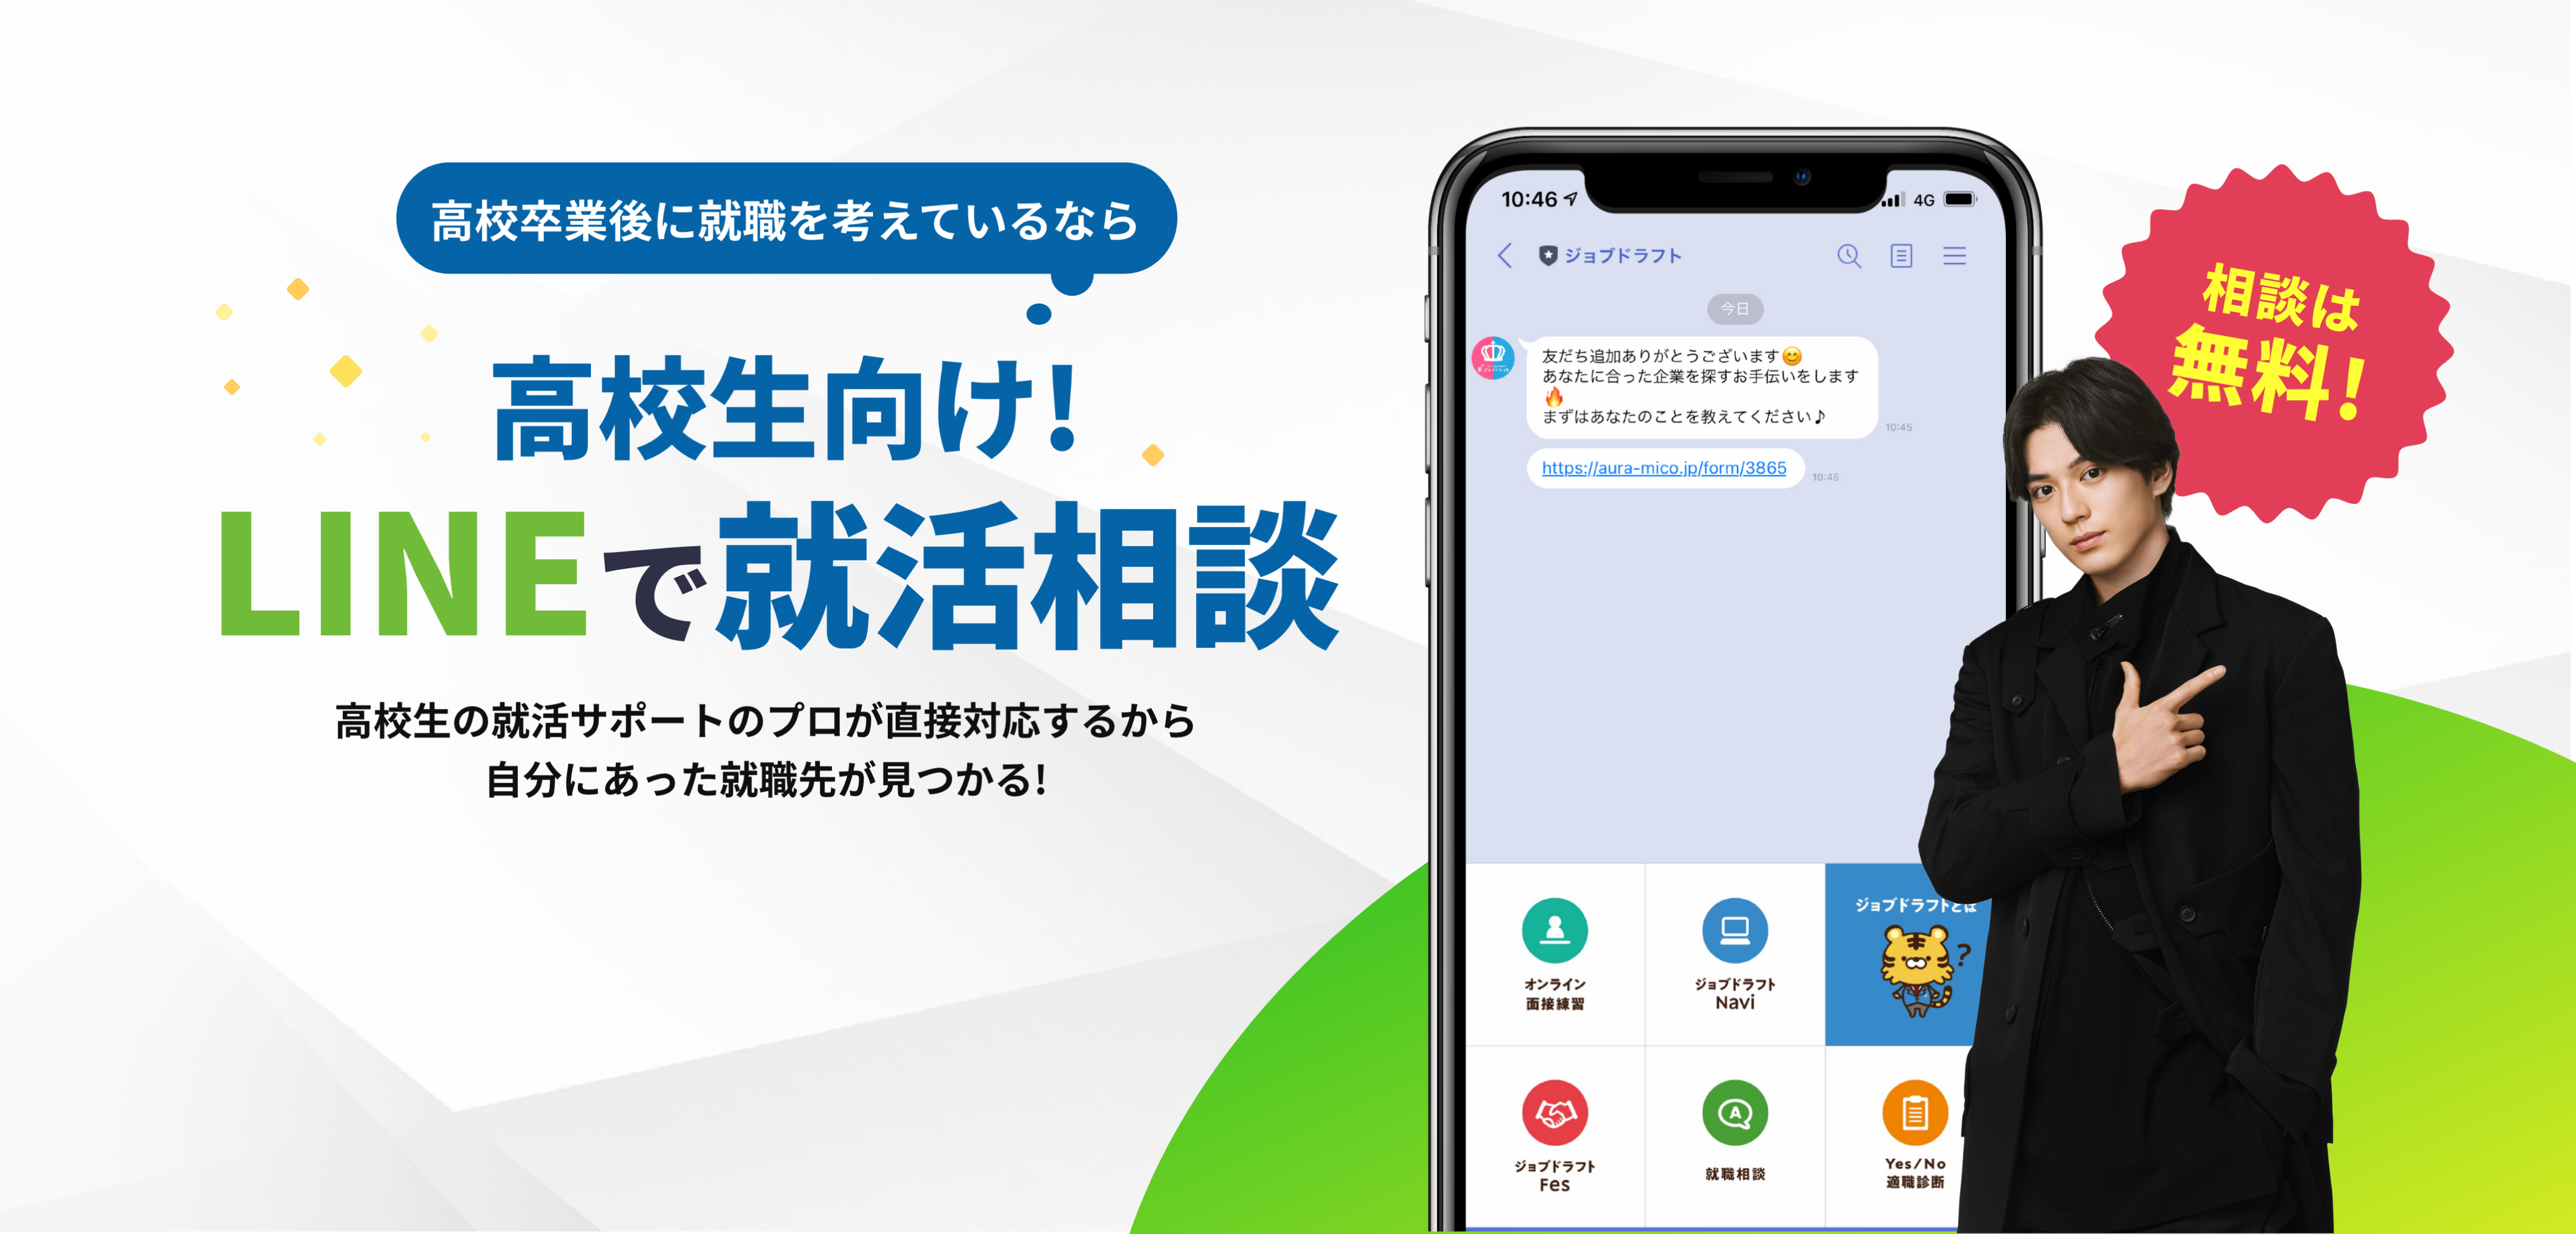 高校卒業後に就職を考えているなら
高校生向け!
LINEで就活相談
高校生の就活サポートのプロが直接対応するから
自分にあった就職先が見つかる!
10:46
4G
ジョブドラフト
今日
友だち追加ありがとうございます😊
あなたに合った企業を探すお手伝いをします
🔥
まずはあなたのことを教えてください♪
10:45
https://aura-mico.jp/form/3865
10:45
相談は
無料!
オンライン
面接練習
ジョブドラフト
Navi
ジョブドラフトとは
?
ジョブドラフト
Fes
A
就職相談
Yes/No
適職診断